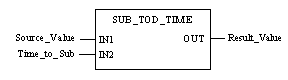 SUB_TOD_TIME
Source_Value IN1 OUT Result_Value
Time_to_Sub IN2